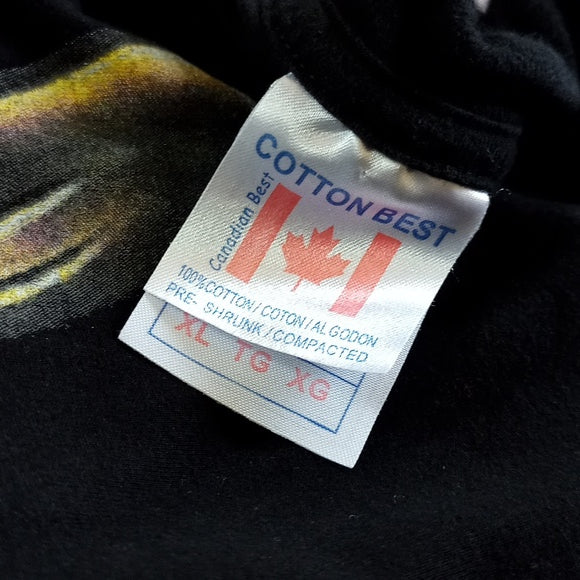 COTTON BEST
Canadian Best
100%COTTON/COTON/ALGODON
PRE- SHRUNK/COMPACTED
XL TG XG